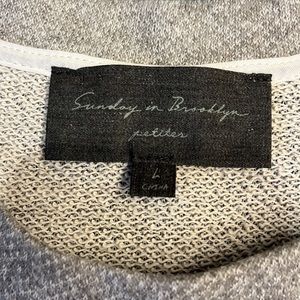 Sunday in Brooklyn
petites
L
CHINA